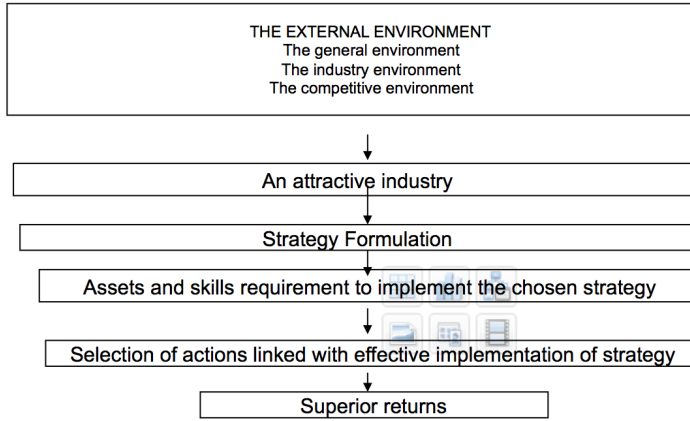 THE EXTERNAL ENVIRONMENT
The general environment
The industry environment
The competitive environment
An attractive industry
Strategy Formulation
Assets and skills requirement to implement the chosen strategy
Selection of actions linked with effective implementation of strategy
Superior returns